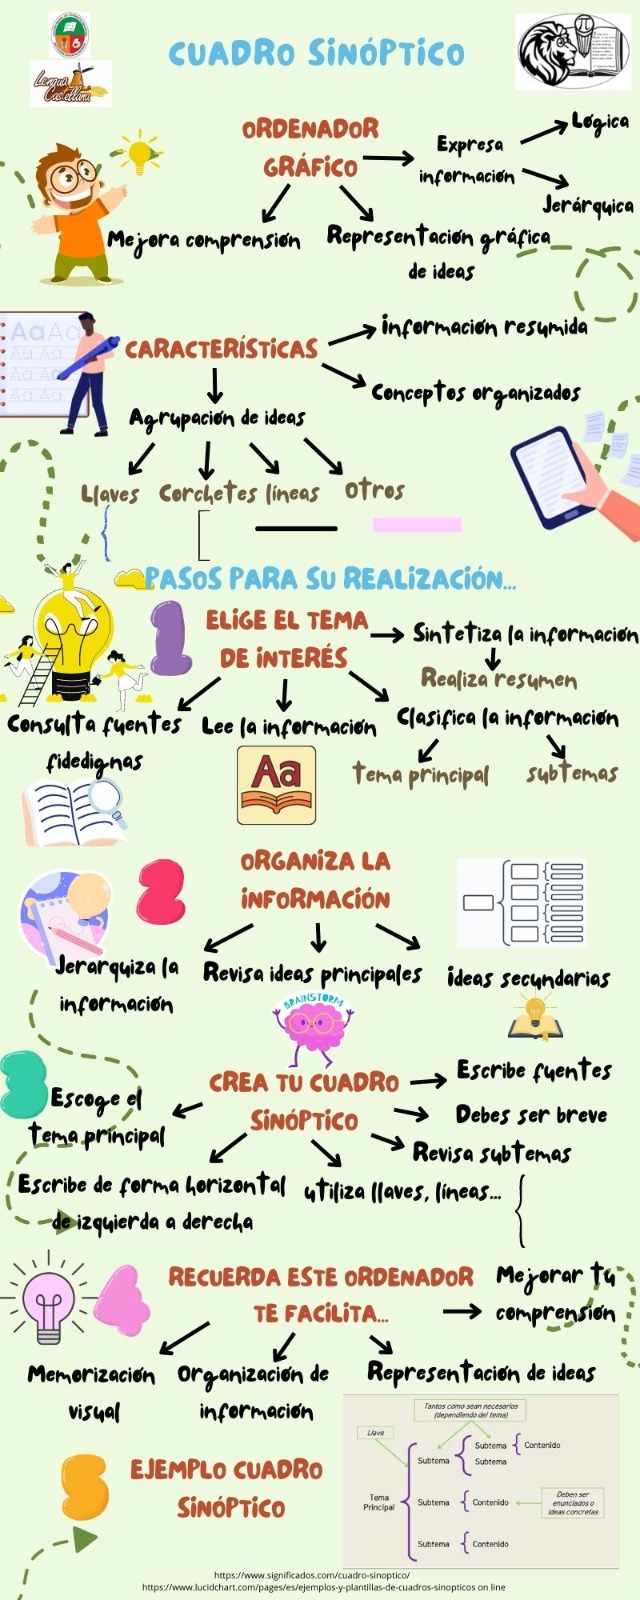 CUADRO SINÓPTICO
Lengua
Castellana
ORDENADOR
GRÁFICO
Expresa
información
Lógica
Jerárquica
Mejora comprensión
Representación gráfica
de ideas
Información resumida
CARACTERÍSTICAS
Conceptos organizados
Agrupación de ideas
Llaves
Corchetes
líneas
Otros
PASOS PARA SU REALIZACIÓN...
1
ELIGE EL TEMA
DE INTERÉS
Sintetiza la información
Realiza resumen
Consulta fuentes
fidedignas
Lee la información
Clasifica la información
Aa
tema principal
subtemas
2
ORGANIZA LA
INFORMACIÓN
Jerarquiza la
información
Revisa ideas principales
ideas secundarias
BRAINSTORM
3
CREA TU CUADRO
SINÓPTICO
Escribe fuentes
Escoge el
tema principal
Debes ser breve
Revisa subtemas
Escribe de forma horizontal
de izquierda a derecha
utiliza llaves, líneas...
4
RECUERDA ESTE ORDENADOR
TE FACILITA...
Mejorar tu
comprensión
Memorización
visual
Organización de
información
Representación de ideas
5
EJEMPLO CUADRO
SINÓPTICO
Tantos como sean necesarios
(dependiendo del tema)
Llave
Subtema
Contenido
Subtema
Subtema
Tema
Principal
Subtema
Contenido
Deben ser
enunciados o
ideas concretas
Subtema
Contenido
https://www.significados.com/cuadro-sinoptico/
https://www.lucidchart.com/pages/es/ejemplos-y-plantillas-de-cuadros-sinopticos on line